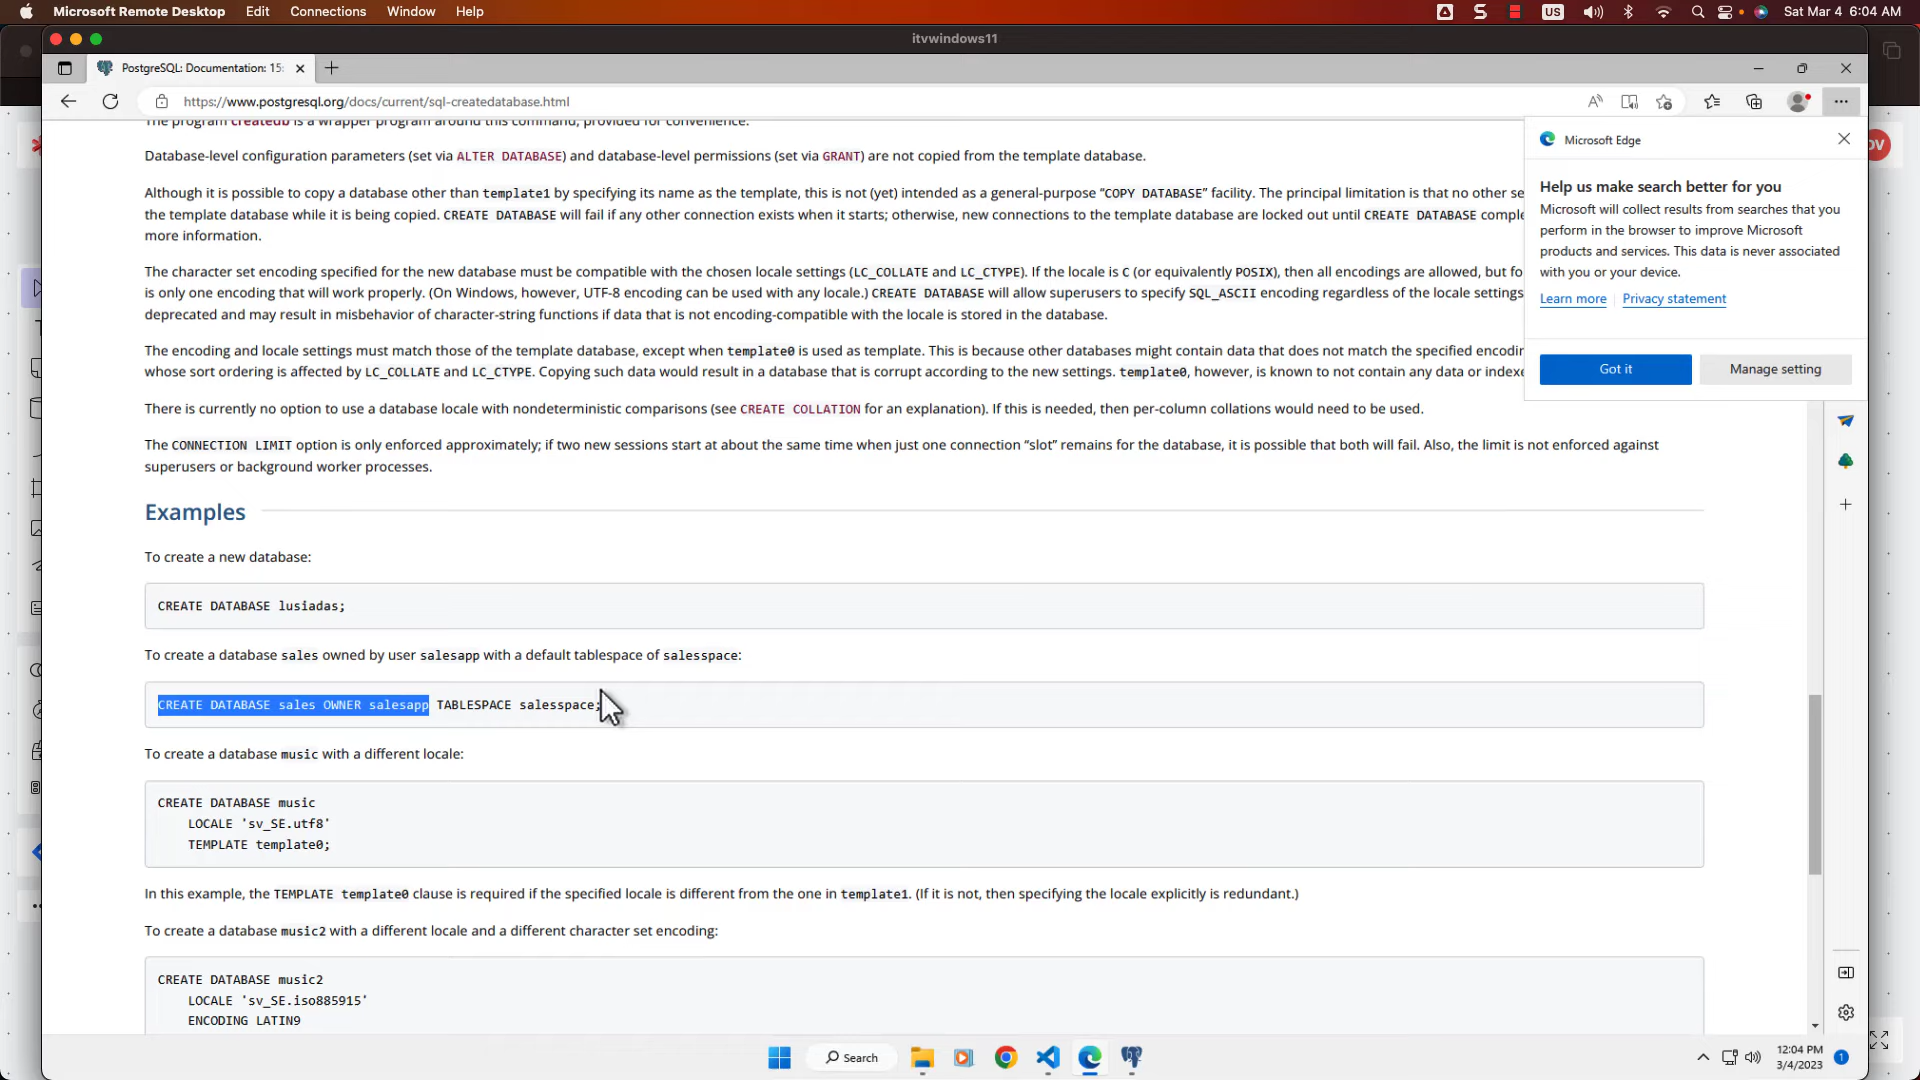 Microsoft Remote Desktop Edit Connections Window Help US Sat Mar 4 6:04 AM
itvwindows11
PostgreSQL: Documentation: 15:
https://www.postgresql.org/docs/current/sql-createdatabase.html
The program createdb is a wrapper program around this command, provided for convenience.
Database-level configuration parameters (set via ALTER DATABASE) and database-level permissions (set via GRANT) are not copied from the template database.
Although it is possible to copy a database other than template1 by specifying its name as the template, this is not (yet) intended as a general-purpose “COPY DATABASE” facility. The principal limitation is that no other se
the template database while it is being copied. CREATE DATABASE will fail if any other connection exists when it starts; otherwise, new connections to the template database are locked out until CREATE DATABASE comple
more information.
The character set encoding specified for the new database must be compatible with the chosen locale settings (LC_COLLATE and LC_CTYPE). If the locale is C (or equivalently POSIX), then all encodings are allowed, but fo
is only one encoding that will work properly. (On Windows, however, UTF-8 encoding can be used with any locale.) CREATE DATABASE will allow superusers to specify SQL_ASCII encoding regardless of the locale settings
deprecated and may result in misbehavior of character-string functions if data that is not encoding-compatible with the locale is stored in the database.
The encoding and locale settings must match those of the template database, except when template0 is used as template. This is because other databases might contain data that does not match the specified encodin
whose sort ordering is affected by LC_COLLATE and LC_CTYPE. Copying such data would result in a database that is corrupt according to the new settings. template0, however, is known to not contain any data or indexe
There is currently no option to use a database locale with nondeterministic comparisons (see CREATE COLLATION for an explanation). If this is needed, then per-column collations would need to be used.
The CONNECTION LIMIT option is only enforced approximately; if two new sessions start at about the same time when just one connection “slot” remains for the database, it is possible that both will fail. Also, the limit is not enforced against
superusers or background worker processes.
Examples
To create a new database:
CREATE DATABASE lusiadas;
To create a database sales owned by user salesapp with a default tablespace of salesspace:
CREATE DATABASE sales OWNER salesapp TABLESPACE salesspace;
To create a database music with a different locale:
CREATE DATABASE music
LOCALE 'sv_SE.utf8'
TEMPLATE template0;
In this example, the TEMPLATE template0 clause is required if the specified locale is different from the one in template1. (If it is not, then specifying the locale explicitly is redundant.)
To create a database music2 with a different locale and a different character set encoding:
CREATE DATABASE music2
LOCALE 'sv_SE.iso885915'
ENCODING LATIN9
Microsoft Edge
Help us make search better for you
Microsoft will collect results from searches that you
perform in the browser to improve Microsoft
products and services. This data is never associated
with you or your device.
Learn more Privacy statement
Got it Manage setting
Search
12:04 PM
3/4/2023
1